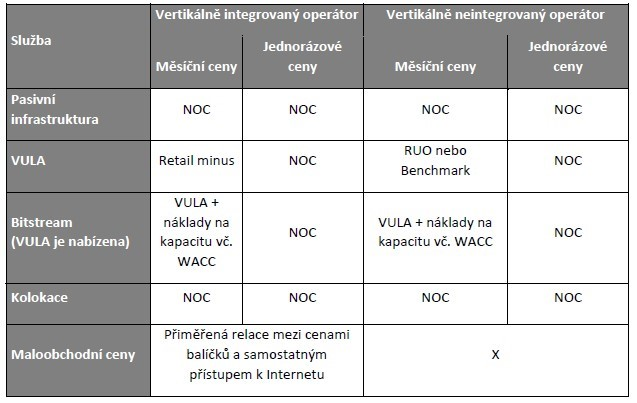 Služba
Vertikálně integrovaný operátor
Vertikálně neintegrovaný operátor
Měsíční ceny
Jednorázové
ceny
Měsíční ceny
Jednorázové
ceny
Pasivní
infrastruktura
NOC
NOC
NOC
NOC
VULA
Retail minus
NOC
RUO nebo
Benchmark
NOC
Bitstream
(VULA je nabízena)
VULA +
náklady na
kapacitu vč.
WACC
NOC
VULA + náklady na
kapacitu vč. WACC
NOC
Kolokace
NOC
NOC
NOC
NOC
Maloobchodní ceny
Přiměřená relace mezi cenami
balíčků a samostatným
přístupem k Internetu
X